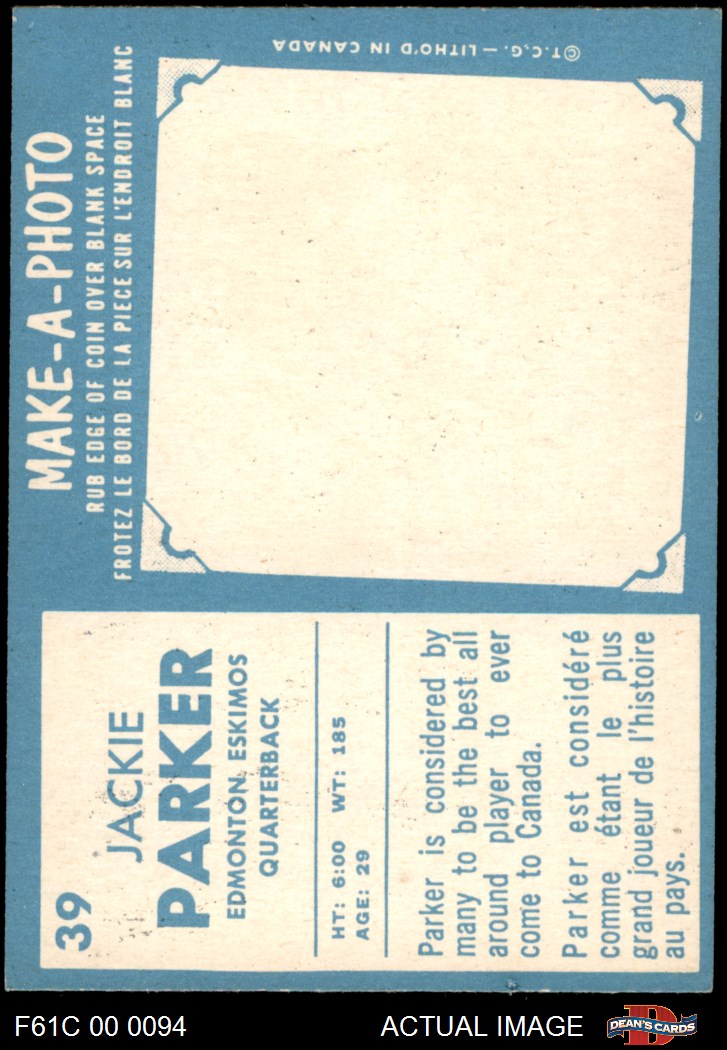 39
JACKIE
PARKER
EDMONTON ESKIMOS
QUARTERBACK
HT: 6:00 WT: 185
AGE: 29
Parker is considered by
many to be the best all
around player to ever
come to Canada.
Parker est considéré
comme étant le plus
grand joueur de l'histoire
au pays.
MAKE-A-PHOTO
RUB EDGE OF COIN OVER BLANK SPACE
FROTEZ LE BORD DE LA PIECE SUR L'ENDROIT BLANC
©T.C.G. — LITHO'D IN CANADA
F61C 00 0094
ACTUAL IMAGE
D
DEAN'S CARDS